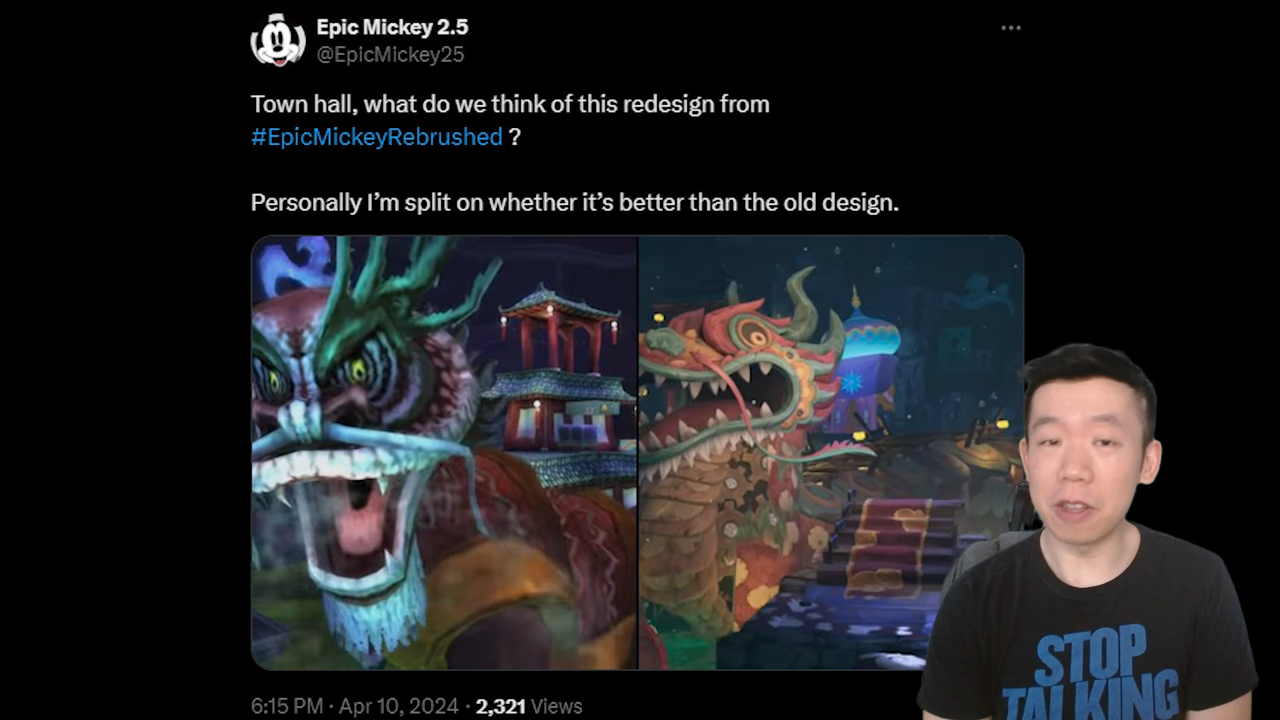 Epic Mickey 2.5
@EpicMickey25
Town hall, what do we think of this redesign from
#EpicMickeyRebrushed ?
Personally I’m split on whether it’s better than the old design.
6:15 PM · Apr 10, 2024 · 2,321 Views
STOP
TALKING